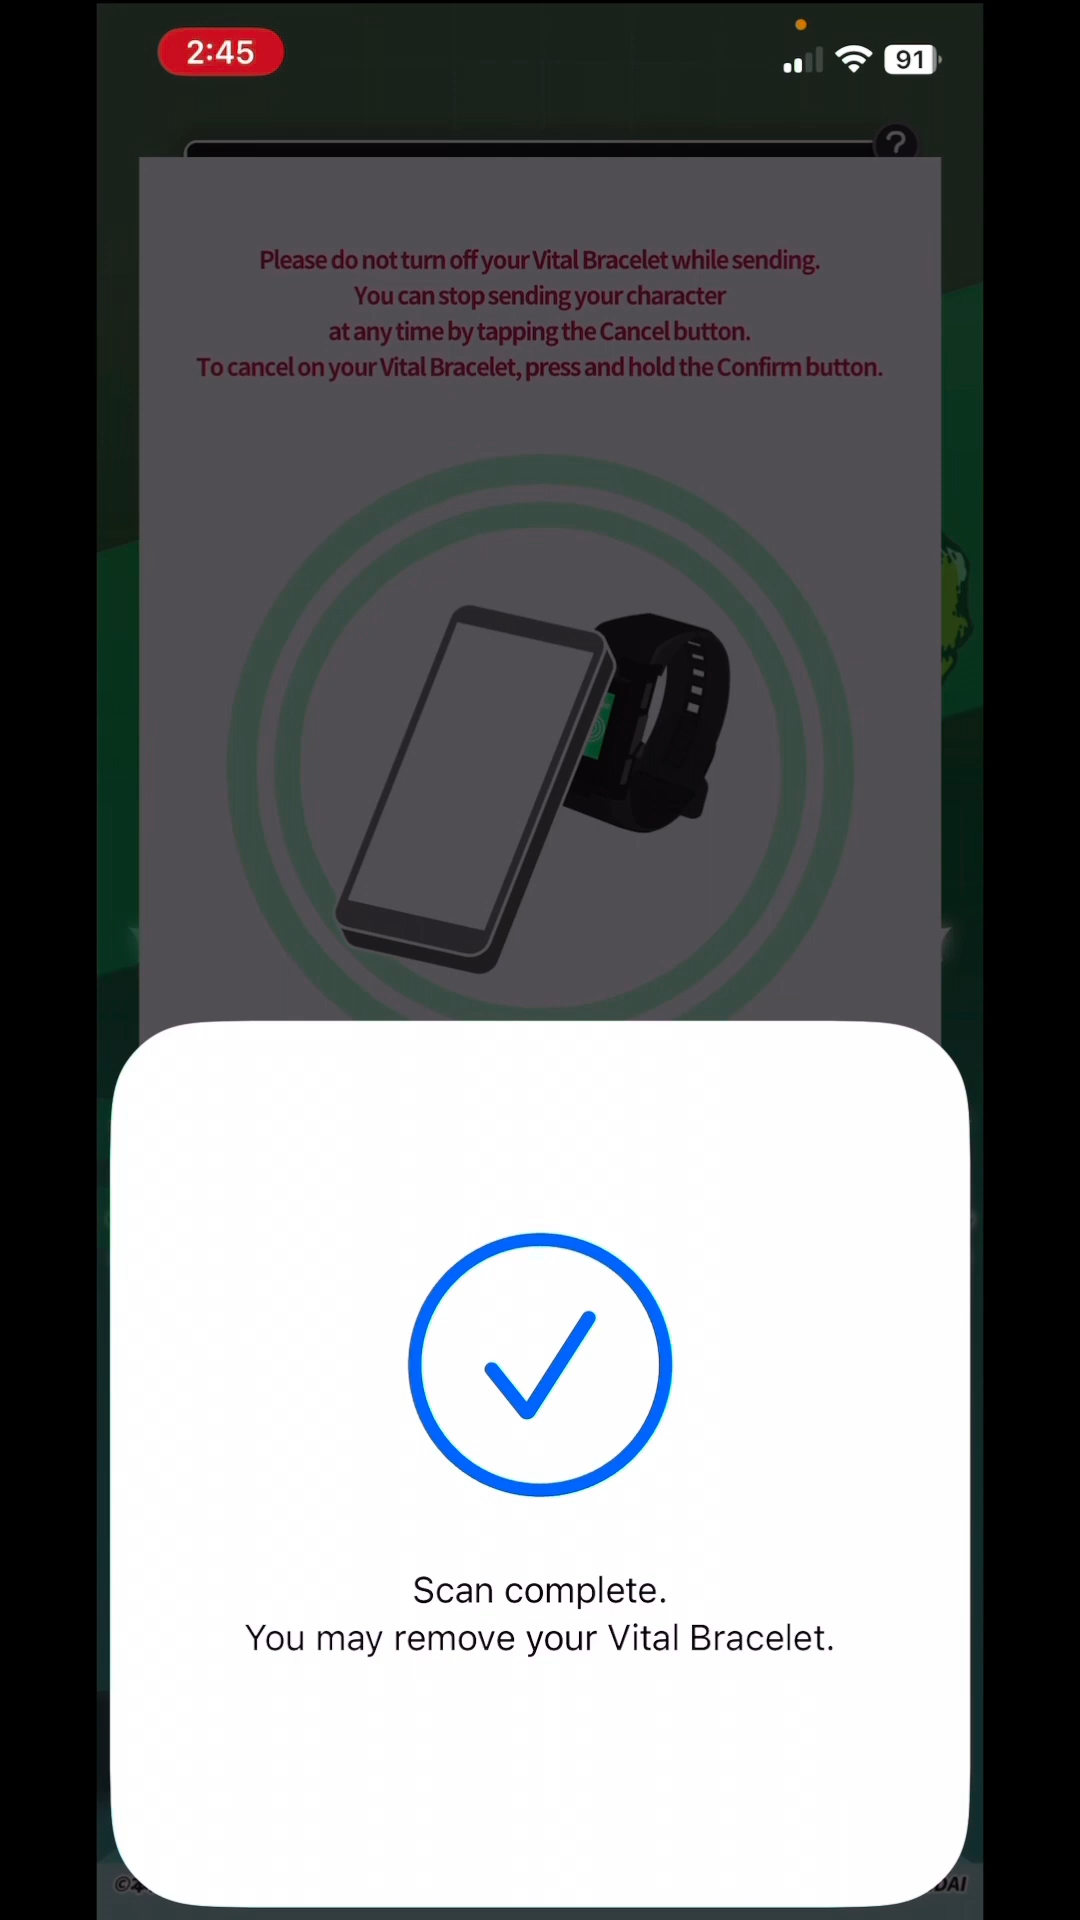 2:45
91
?
Please do not turn off your Vital Bracelet while sending.
You can stop sending your character
at any time by tapping the Cancel button.
To cancel on your Vital Bracelet, press and hold the Confirm button.
Scan complete.
You may remove your Vital Bracelet.